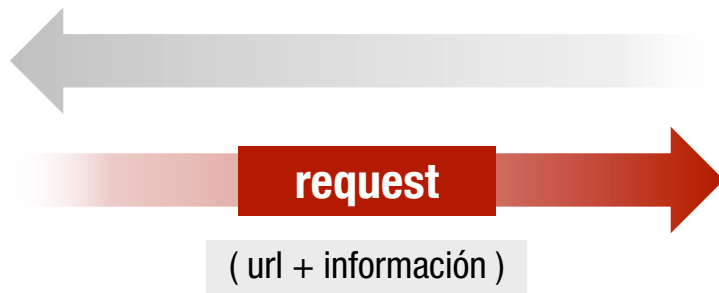 request
( url + información )